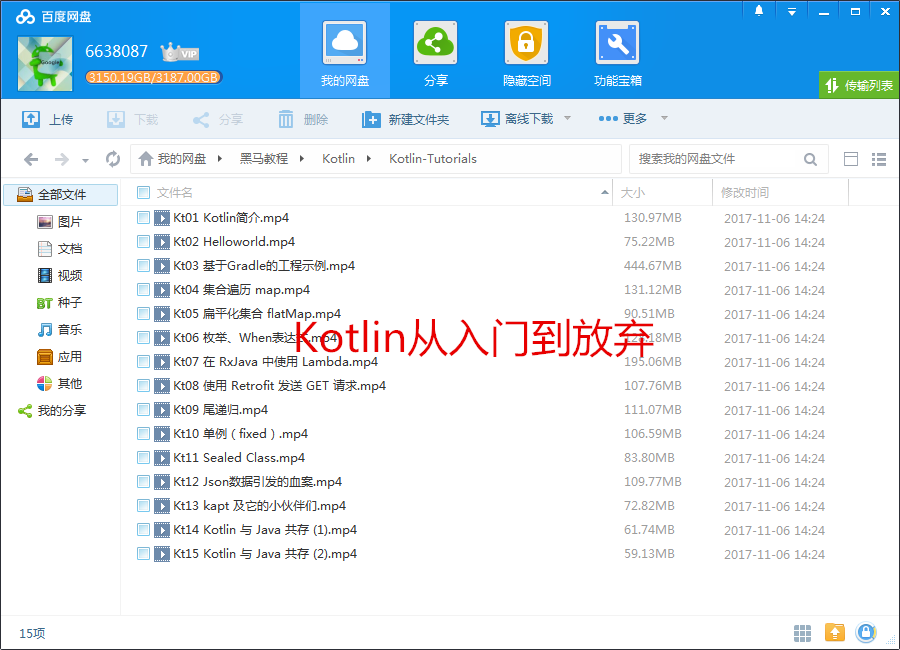 百度网盘
6638087 VIP
3150.19GB/3187.00GB
我的网盘 分享 隐藏空间 功能宝箱
传输列表
上传 下载 分享 删除 新建文件夹 离线下载 更多
我的网盘 黑马教程 Kotlin Kotlin-Tutorials 搜索我的网盘文件
全部文件
图片
文档
视频
BT 种子
音乐
应用
其他
我的分享
文件名 大小 修改时间
Kt01 Kotlin简介.mp4 130.97MB 2017-11-06 14:24
Kt02 Helloworld.mp4 75.22MB 2017-11-06 14:24
Kt03 基于Gradle的工程示例.mp4 444.67MB 2017-11-06 14:24
Kt04 集合遍历 map.mp4 131.12MB 2017-11-06 14:24
Kt05 扁平化集合 flatMap.mp4 90.51MB 2017-11-06 14:24
Kt06 枚举、When表达式.mp4 2017-11-06 14:24
Kotlin从入门到放弃
Kt07 在 RxJava 中使用 Lambda.mp4 195.06MB 2017-11-06 14:24
Kt08 使用 Retrofit 发送 GET 请求.mp4 107.76MB 2017-11-06 14:24
Kt09 尾递归.mp4 111.07MB 2017-11-06 14:24
Kt10 单例 ( fixed ) .mp4 106.59MB 2017-11-06 14:24
Kt11 Sealed Class.mp4 83.80MB 2017-11-06 14:24
Kt12 Json数据引发的血案.mp4 109.77MB 2017-11-06 14:24
Kt13 kapt 及它的小伙伴们.mp4 72.82MB 2017-11-06 14:24
Kt14 Kotlin 与 Java 共存 (1).mp4 61.74MB 2017-11-06 14:24
Kt15 Kotlin 与 Java 共存 (2).mp4 59.13MB 2017-11-06 14:24
15项